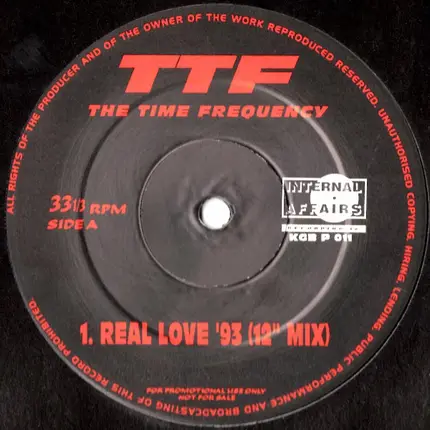 ALL RIGHTS OF THE PRODUCER AND OF THE OWNER OF THE WORK REPRODUCED RESERVED. UNAUTHORISED COPYING, HIRING, LENDING, PUBLIC PERFORMANCE AND BROADCASTING OF THIS RECORD PROHIBITED.
TTF
THE TIME FREQUENCY
33 1/3 RPM
SIDE A
INTERNAL
AFFAIRS
KGB P 011
1. REAL LOVE '93 (12" MIX)
FOR PROMOTIONAL USE ONLY
NOT FOR SALE